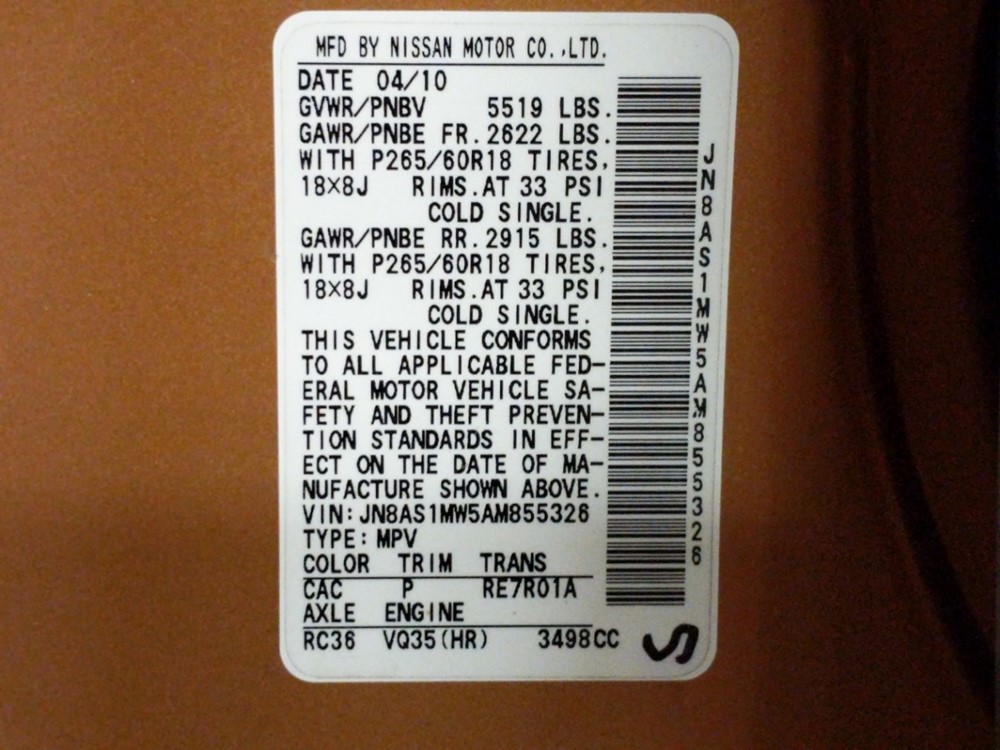 MFD BY NISSAN MOTOR CO.,LTD.
DATE 04/10
GVWR/PNBV 5519 LBS.
GAWR/PNBE FR.2622 LBS.
WITH P265/60R18 TIRES,
18×8J RIMS.AT 33 PSI
COLD SINGLE.
GAWR/PNBE RR.2915 LBS.
WITH P265/60R18 TIRES,
18×8J RIMS.AT 33 PSI
COLD SINGLE.
THIS VEHICLE CONFORMS
TO ALL APPLICABLE FED-
ERAL MOTOR VEHICLE SA-
FETY AND THEFT PREVEN-
TION STANDARDS IN EFF-
ECT ON THE DATE OF MA-
NUFACTURE SHOWN ABOVE.
VIN:JN8AS1MW5AM855326
TYPE:MPV
COLOR TRIM TRANS
CAC P RE7R01A
AXLE ENGINE
RC36 VQ35(HR) 3498CC
JN8AS1MW5AM855326
S